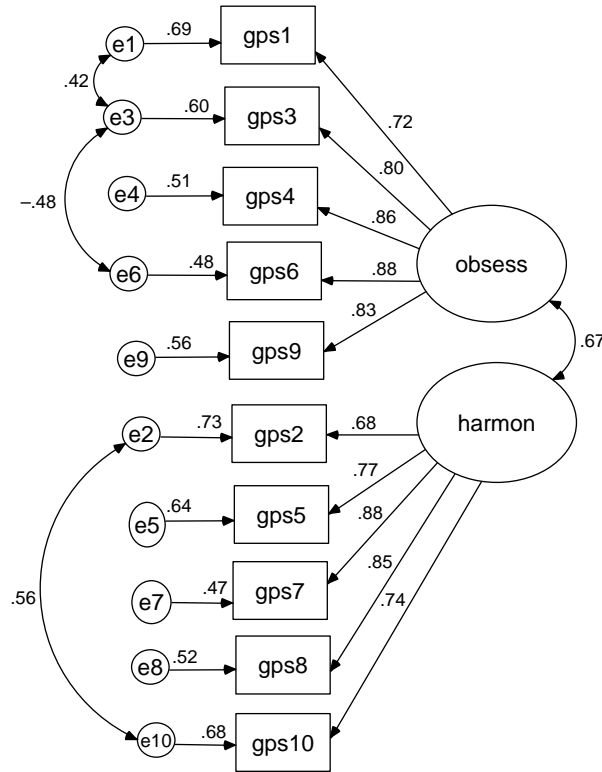 e1 .69 gps1
.42
.72
e3 .60 gps3
.80
–.48
e4 .51 gps4
.86
obsess
e6 .48 gps6 .88
.83
e9 .56 gps9
.67
e2 .73 gps2 .68 harmon
.77
e5 .64 gps5
.88
.56
e7 .47 gps7
.85
.74
e8 .52 gps8
e10 .68 gps10